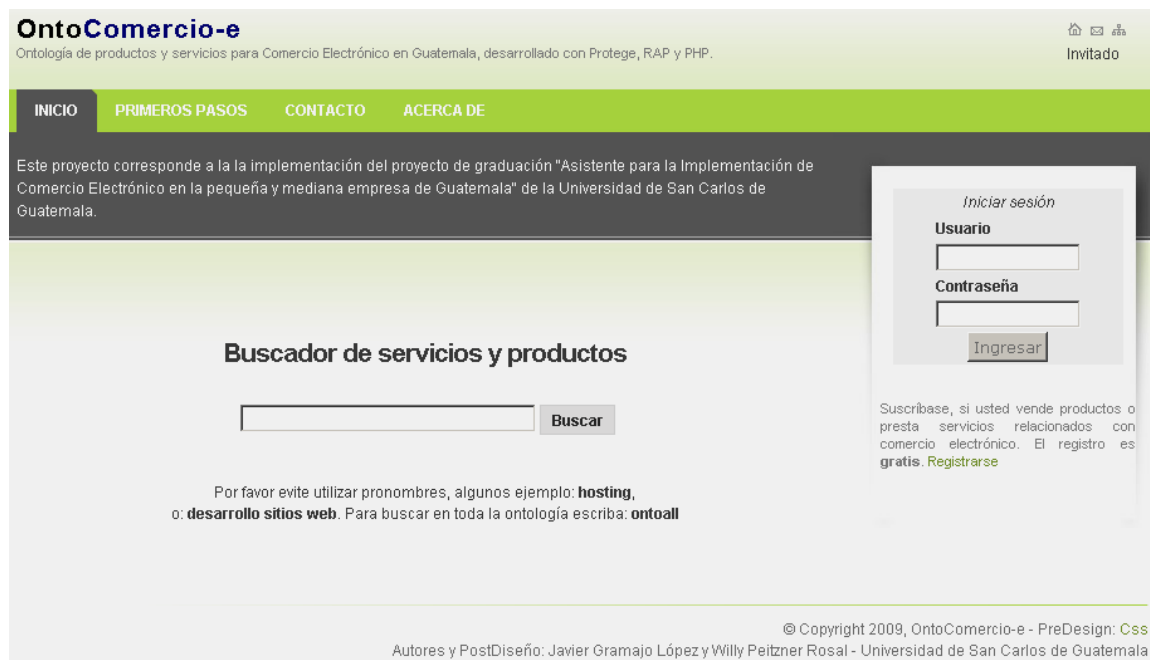 OntoComercio-e
Ontología de productos y servicios para Comercio Electrónico en Guatemala, desarrollado con Protege, RAP y PHP.
Invitado
INICIO PRIMEROS PASOS CONTACTO ACERCA DE
Este proyecto corresponde a la la implementación del proyecto de graduación "Asistente para la Implementación de
Comercio Electrónico en la pequeña y mediana empresa de Guatemala" de la Universidad de San Carlos de
Guatemala.
Iniciar sesión
Usuario
Contraseña
Ingresar
Buscador de servicios y productos
Buscar
Suscríbase, si usted vende productos o
presta servicios relacionados con
comercio electrónico. El registro es
gratis. Registrarse
Por favor evite utilizar pronombres, algunos ejemplo: hosting,
o: desarrollo sitios web. Para buscar en toda la ontología escriba: ontoall
© Copyright 2009, OntoComercio-e - PreDesign: Css
Autores y PostDiseño: Javier Gramajo López y Willy Peitzner Rosal - Universidad de San Carlos de Guatemala